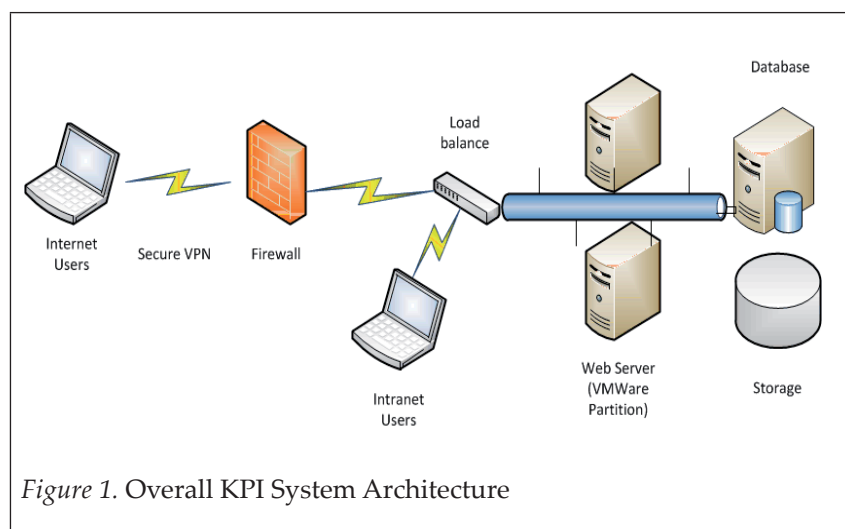 Database
Load
balance
Internet
Users
Secure VPN
Firewall
Intranet
Users
Web Server
(VMWare
Partition)
Storage
Figure 1. Overall KPI System Architecture